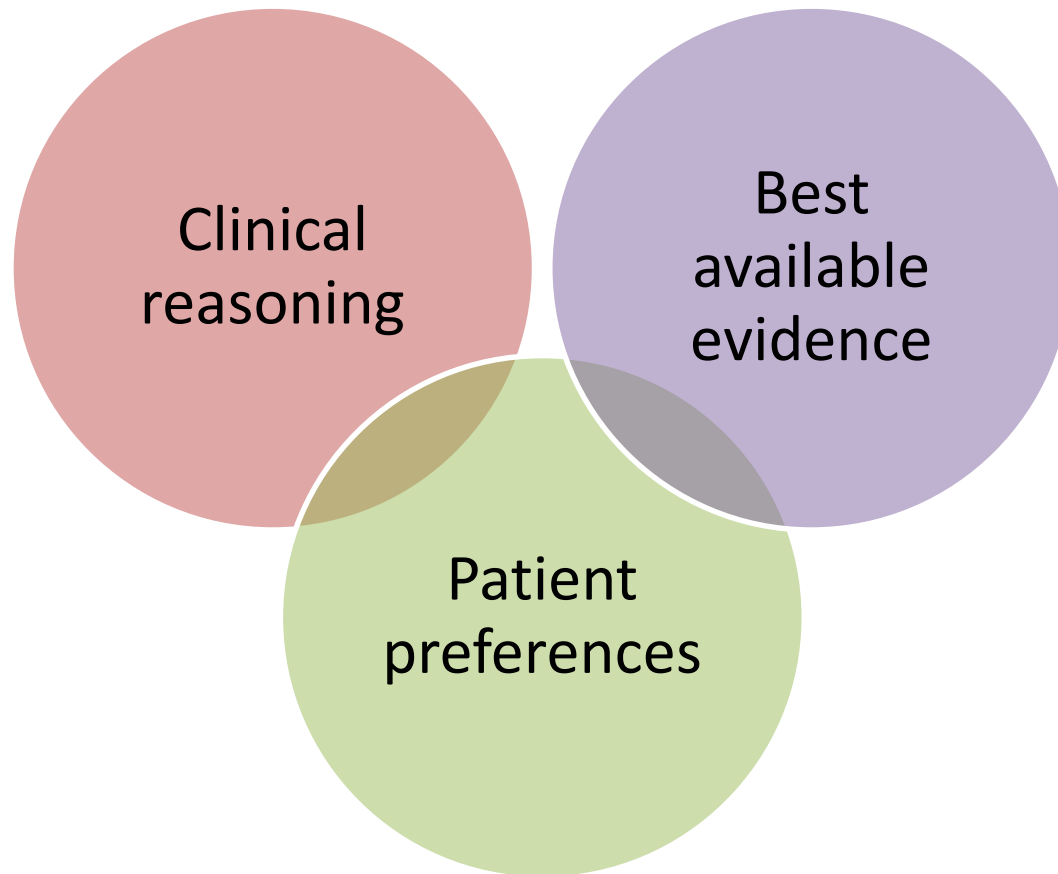 Clinical
reasoning
Best
available
evidence
Patient
preferences